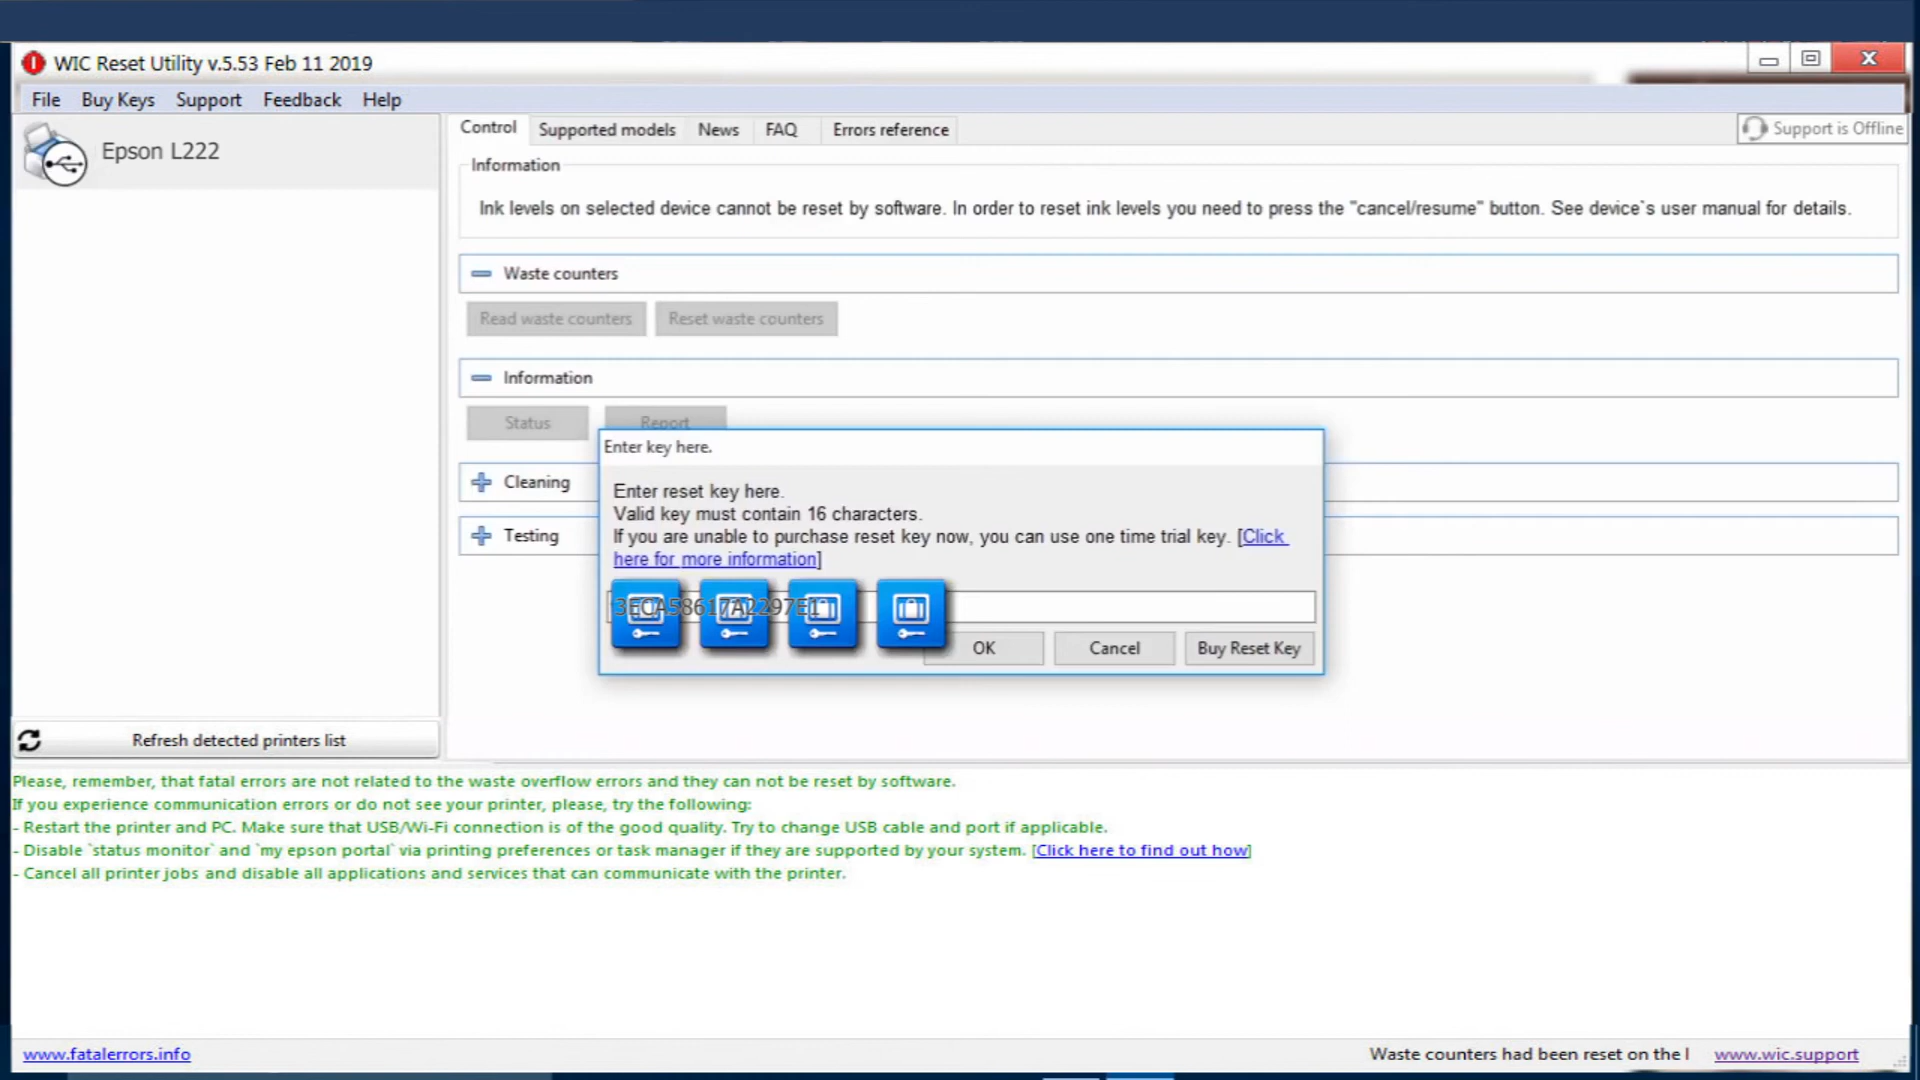 WIC Reset Utility v.5.53 Feb 11 2019
File Buy Keys Support Feedback Help
Epson L222
Control Supported models News FAQ Errors reference
Support is Offline
Information
Ink levels on selected device cannot be reset by software. In order to reset ink levels you need to press the "cancel/resume" button. See device`s user manual for details.
Waste counters
Read waste counters Reset waste counters
Information
Status Report
Enter key here.
Cleaning
Enter reset key here.
Valid key must contain 16 characters.
Testing
If you are unable to purchase reset key now, you can use one time trial key. [Click
here for more information]
OK Cancel Buy Reset Key
Refresh detected printers list
Please, remember, that fatal errors are not related to the waste overflow errors and they can not be reset by software.
If you experience communication errors or do not see your printer, please, try the following:
- Restart the printer and PC. Make sure that USB/Wi-Fi connection is of the good quality. Try to change USB cable and port if applicable.
- Disable `status monitor` and `my epson portal` via printing preferences or task manager if they are supported by your system. [Click here to find out how]
- Cancel all printer jobs and disable all applications and services that can communicate with the printer.
www.fatalerrors.info
Waste counters had been reset on the www.wic.support